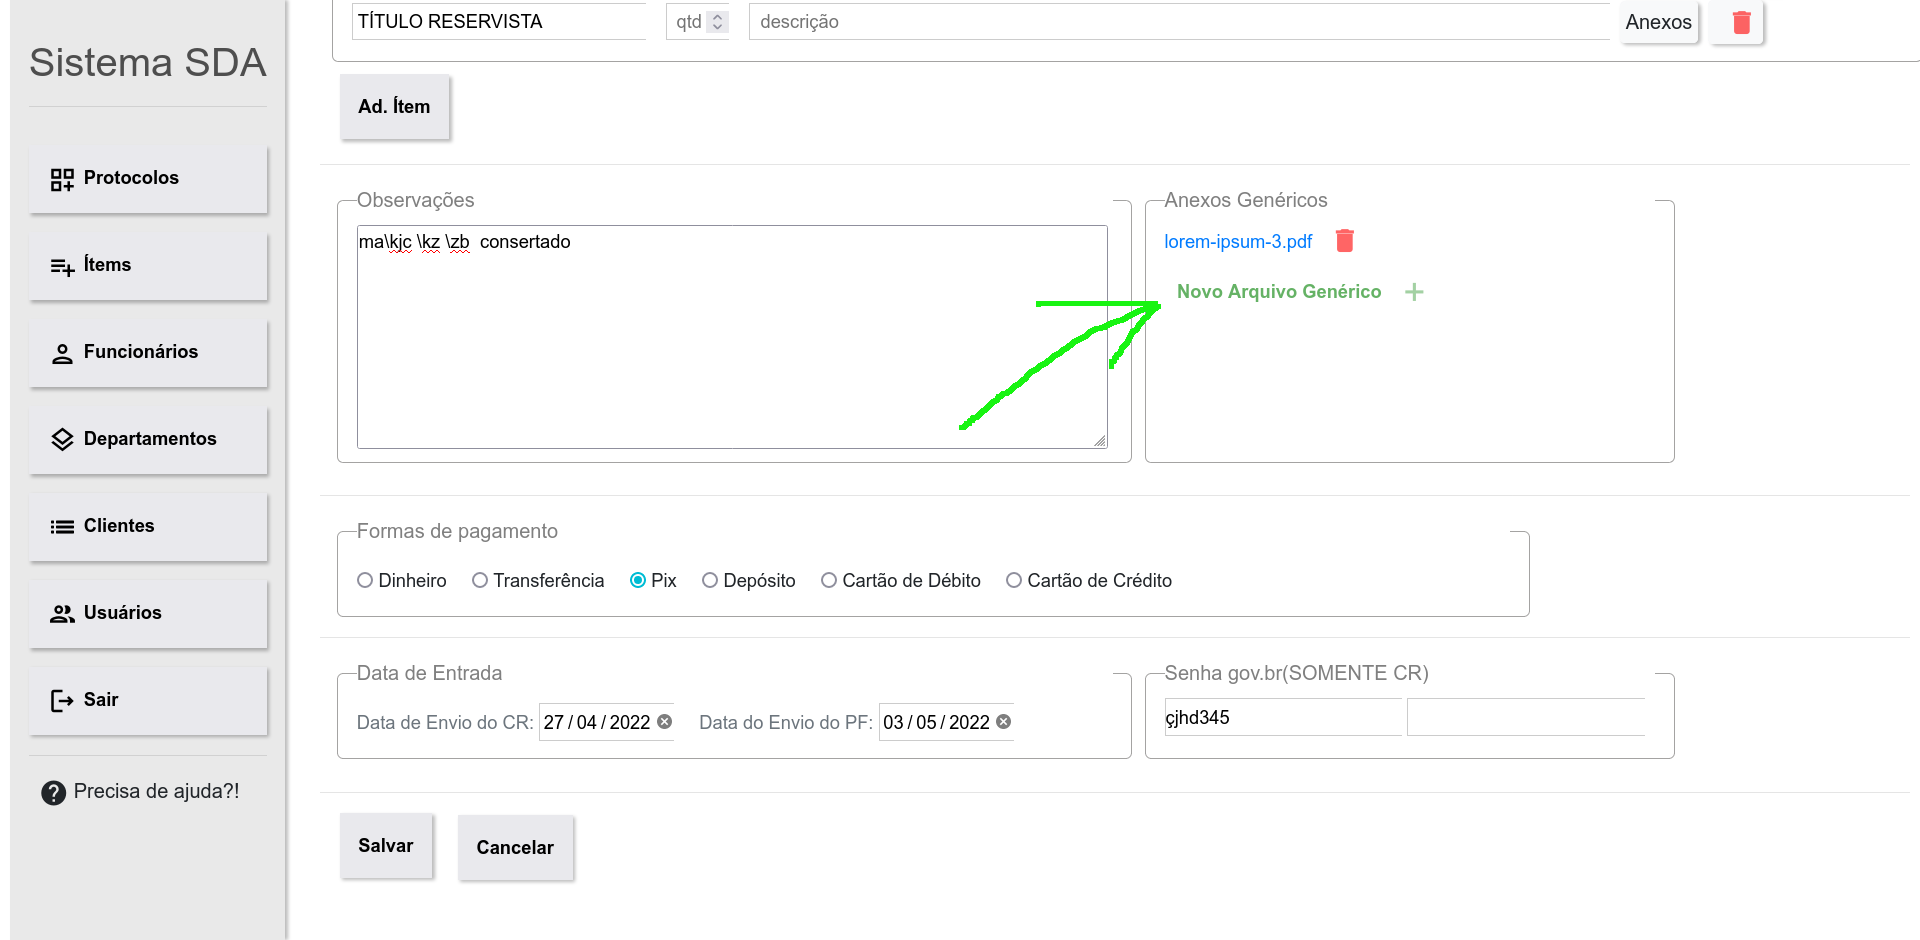 Sistema SDA
Protocolos
Ítems
Funcionários
Departamentos
Clientes
Usuários
Sair
Precisa de ajuda?!
TÍTULO RESERVISTA qtd descrição Anexos
Ad. Ítem
Observações
ma\kjc \kz \zb  consertado
Anexos Genéricos
lorem-ipsum-3.pdf
Novo Arquivo Genérico +
Formas de pagamento
Dinheiro Transferência Pix Depósito Cartão de Débito Cartão de Crédito
Data de Entrada
Data de Envio do CR: 27 / 04 / 2022 Data do Envio do PF: 03 / 05 / 2022
Senha gov.br(SOMENTE CR)
çjhd345
Salvar Cancelar